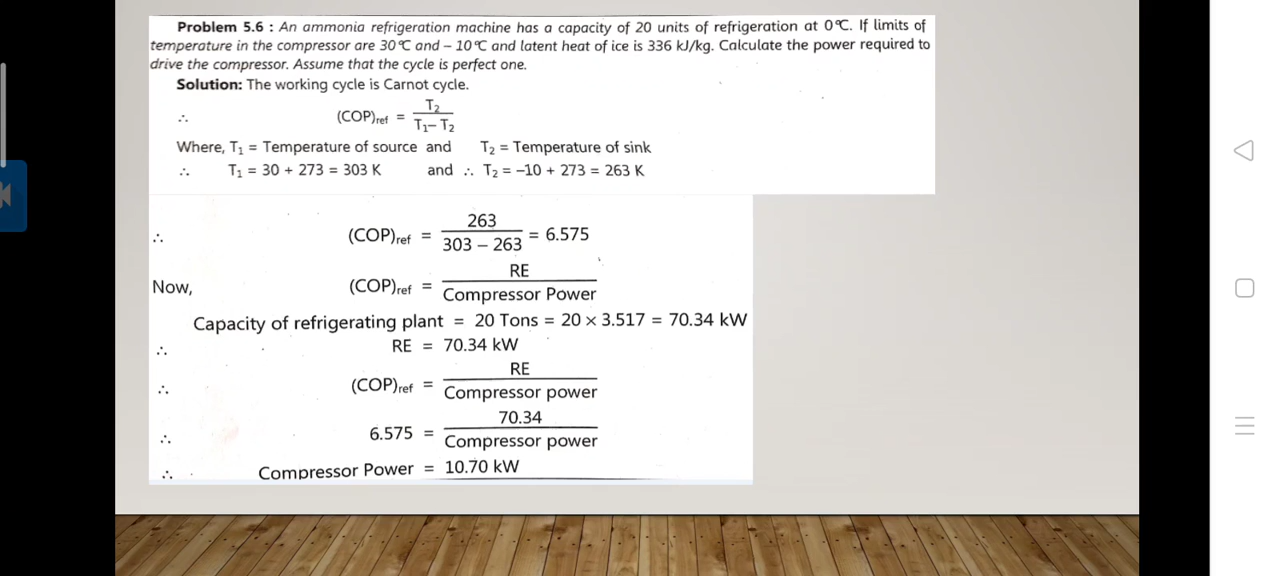 Problem 5.6 : An ammonia refrigeration machine has a capacity of 20 units of refrigeration at 0°C. If limits of
temperature in the compressor are 30°C and – 10°C and latent heat of ice is 336 kJ/kg. Calculate the power required to
drive the compressor. Assume that the cycle is perfect one.
Solution: The working cycle is Carnot cycle.
∴ (COP)ref = T2 / T1– T2
Where, T1 = Temperature of source and T2 = Temperature of sink
∴ T1 = 30 + 273 = 303 K and ∴ T2 = –10 + 273 = 263 K
∴ (COP)ref = 263 / 303 – 263 = 6.575
Now, (COP)ref = RE / Compressor Power
Capacity of refrigerating plant = 20 Tons = 20 × 3.517 = 70.34 kW
∴ RE = 70.34 kW
∴ (COP)ref = RE / Compressor power
∴ 6.575 = 70.34 / Compressor power
∴ Compressor Power = 10.70 kW